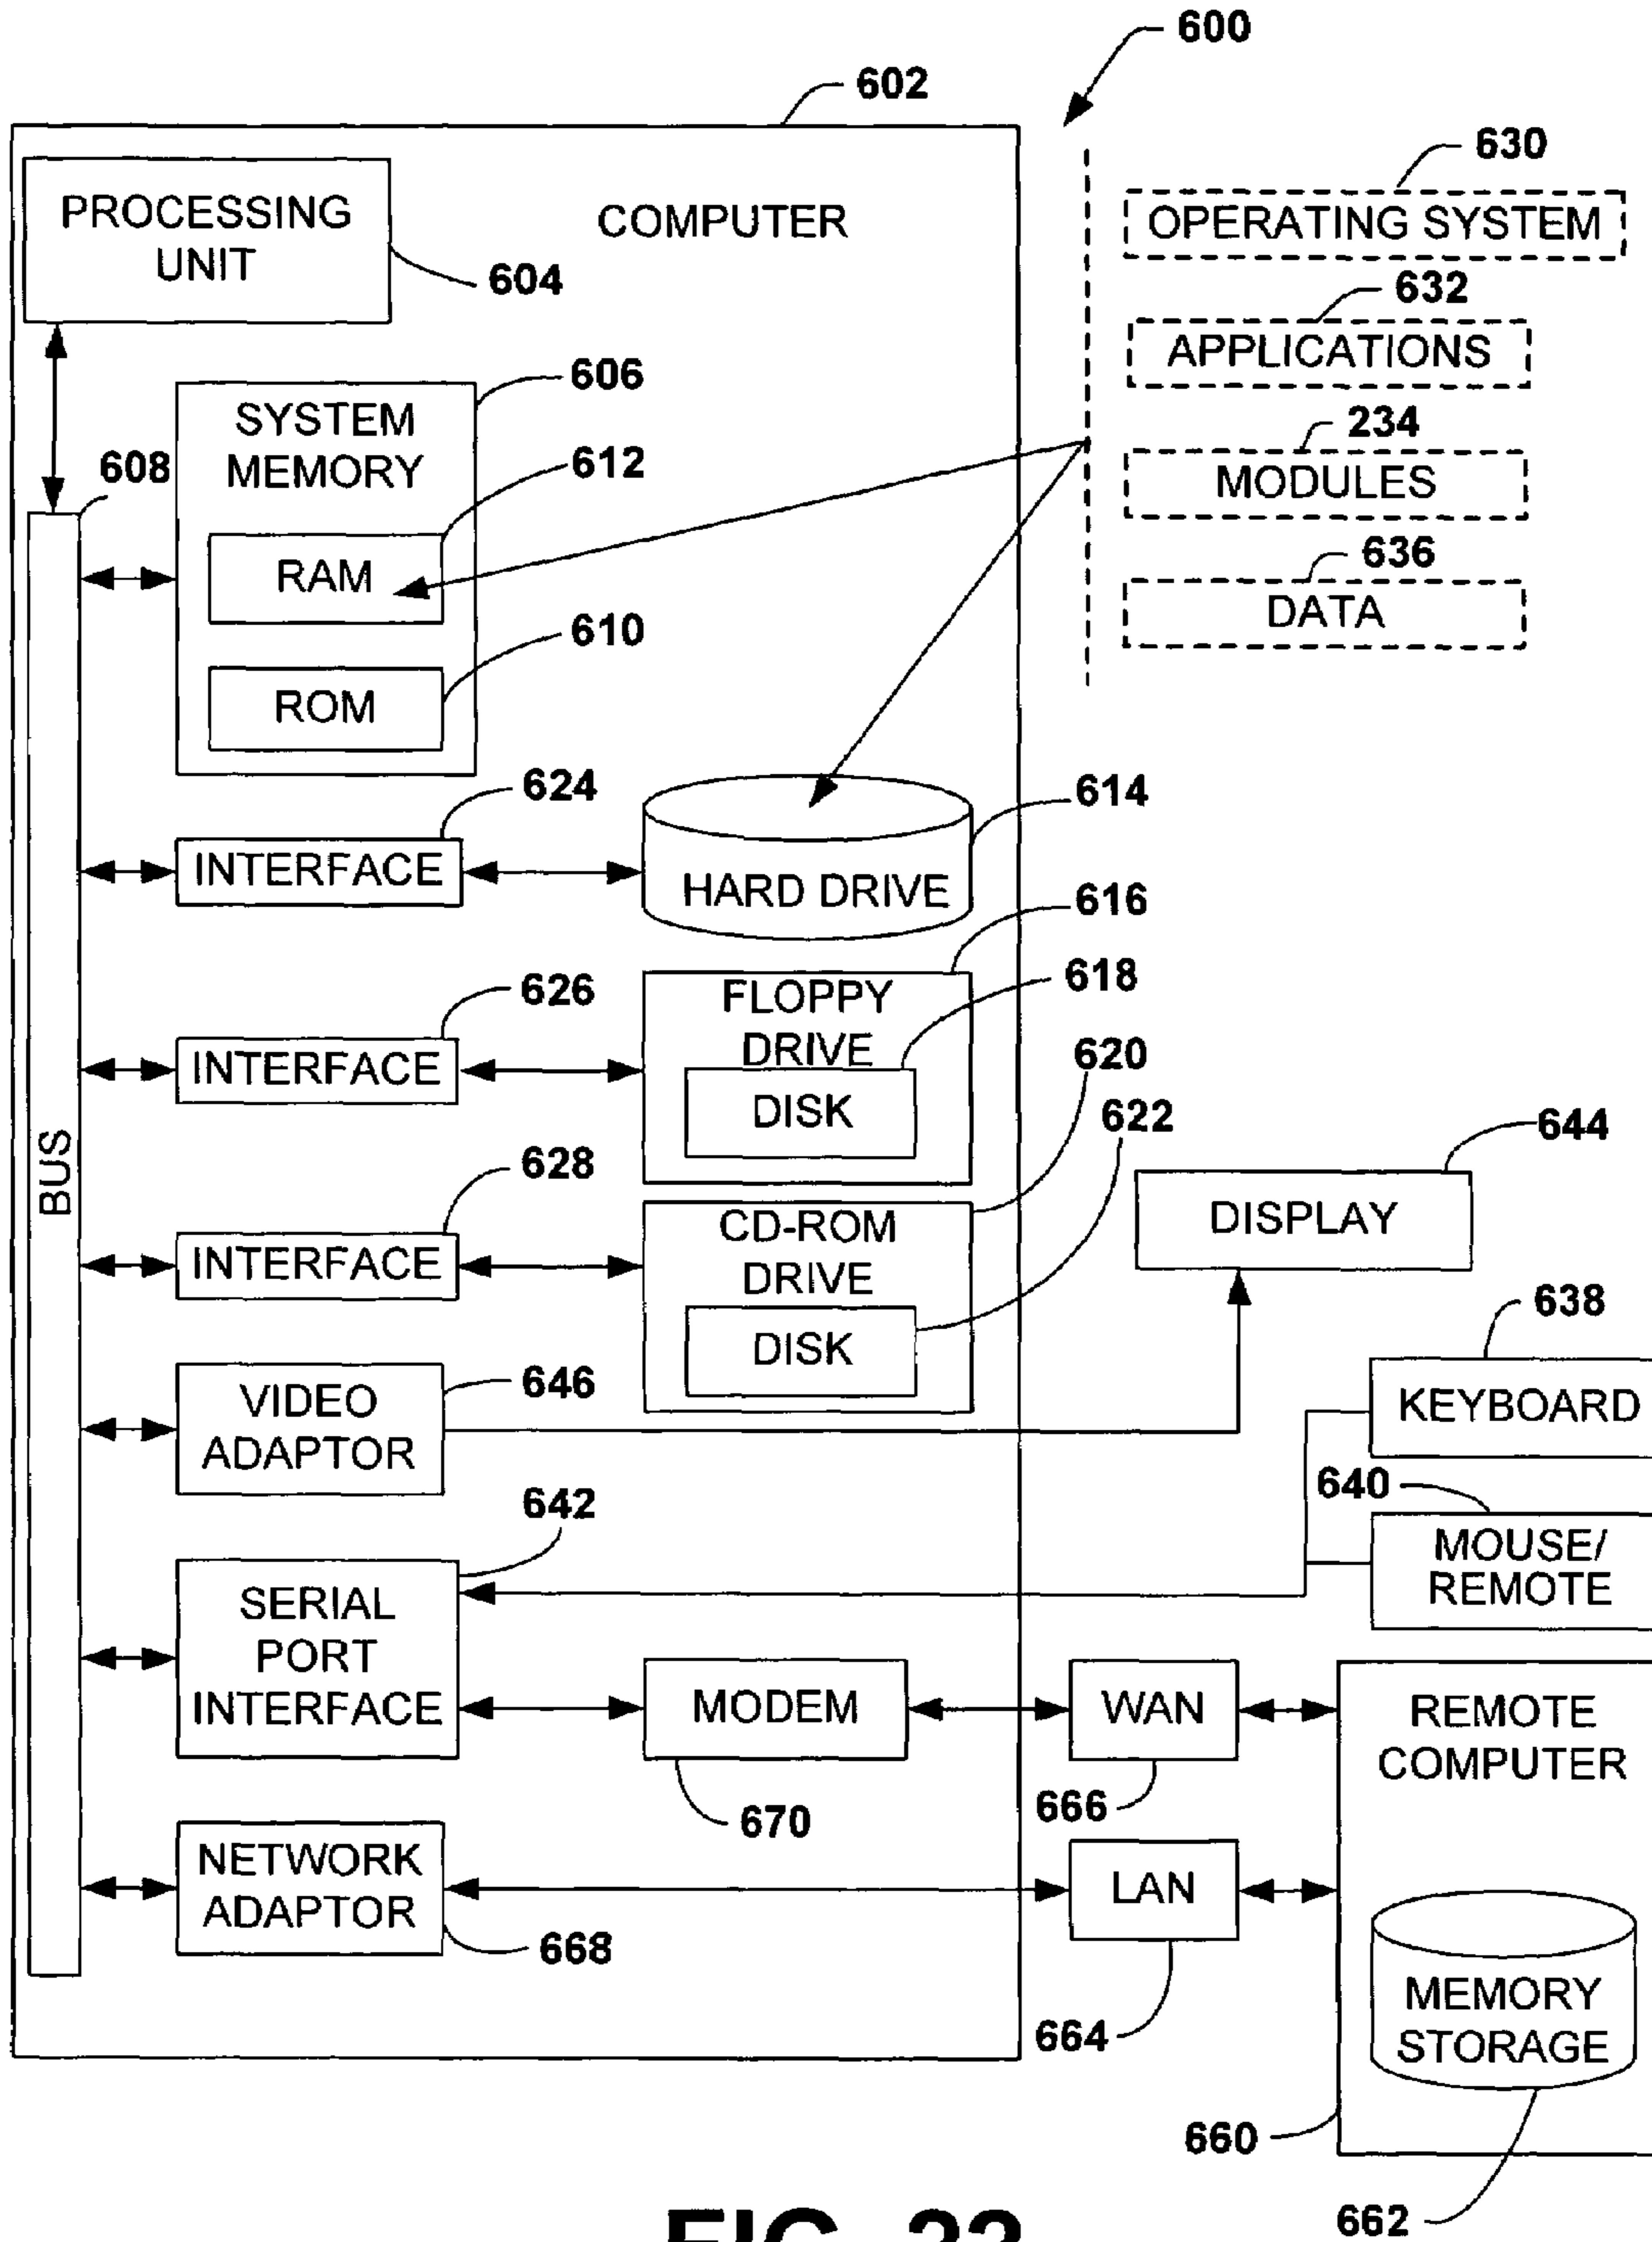 600
602
630
PROCESSING
UNIT
COMPUTER
604
OPERATING SYSTEM
632
APPLICATIONS
606
SYSTEM
MEMORY
234
MODULES
608
612
RAM
636
DATA
610
ROM
624
614
INTERFACE
HARD DRIVE
616
626
618
FLOPPY
DRIVE
INTERFACE
620
DISK
622
644
BUS
628
DISPLAY
CD-ROM
DRIVE
INTERFACE
638
DISK
646
VIDEO
ADAPTOR
KEYBOARD
642
640
MOUSE/
REMOTE
SERIAL
PORT
INTERFACE
MODEM
WAN
REMOTE
COMPUTER
670
666
NETWORK
ADAPTOR
LAN
668
664
MEMORY
STORAGE
660
662